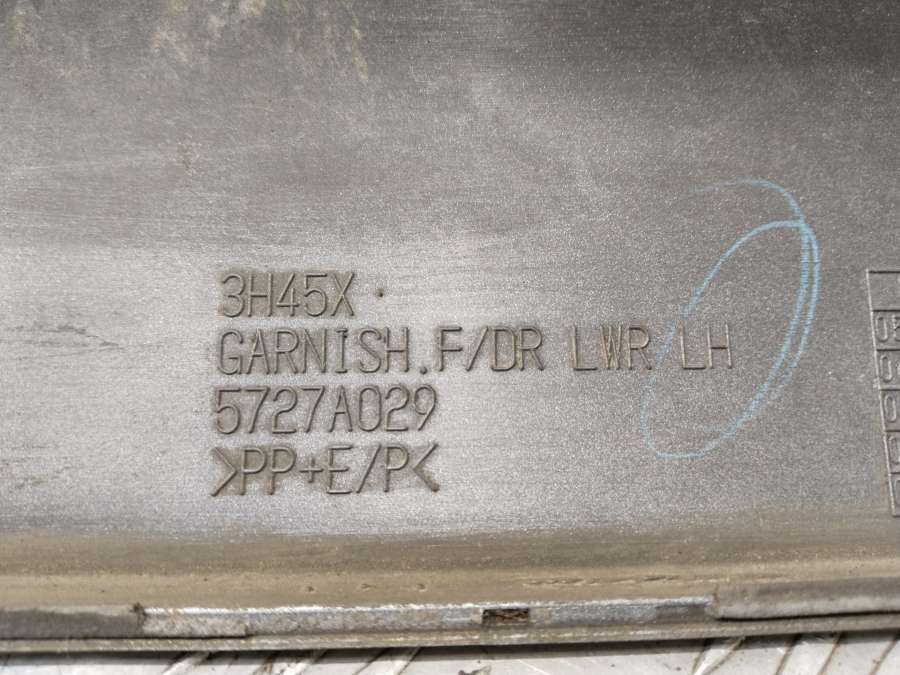 3H45X
GARNISH.F/DR LWR LH
5727A029
>PP+E/P<